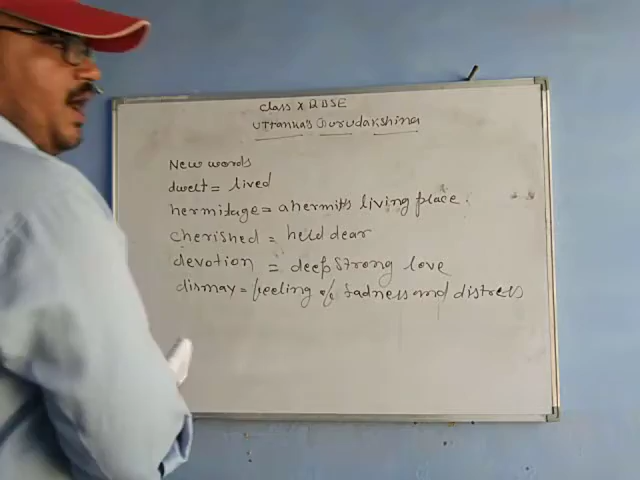 Class X RBSE
UTTankas Gurudakshina
New words
dwelt = lived
hermitage = a hermit's living place.
cherished = held dear
devotion = deep strong love
dismay = feeling of sadness and distress